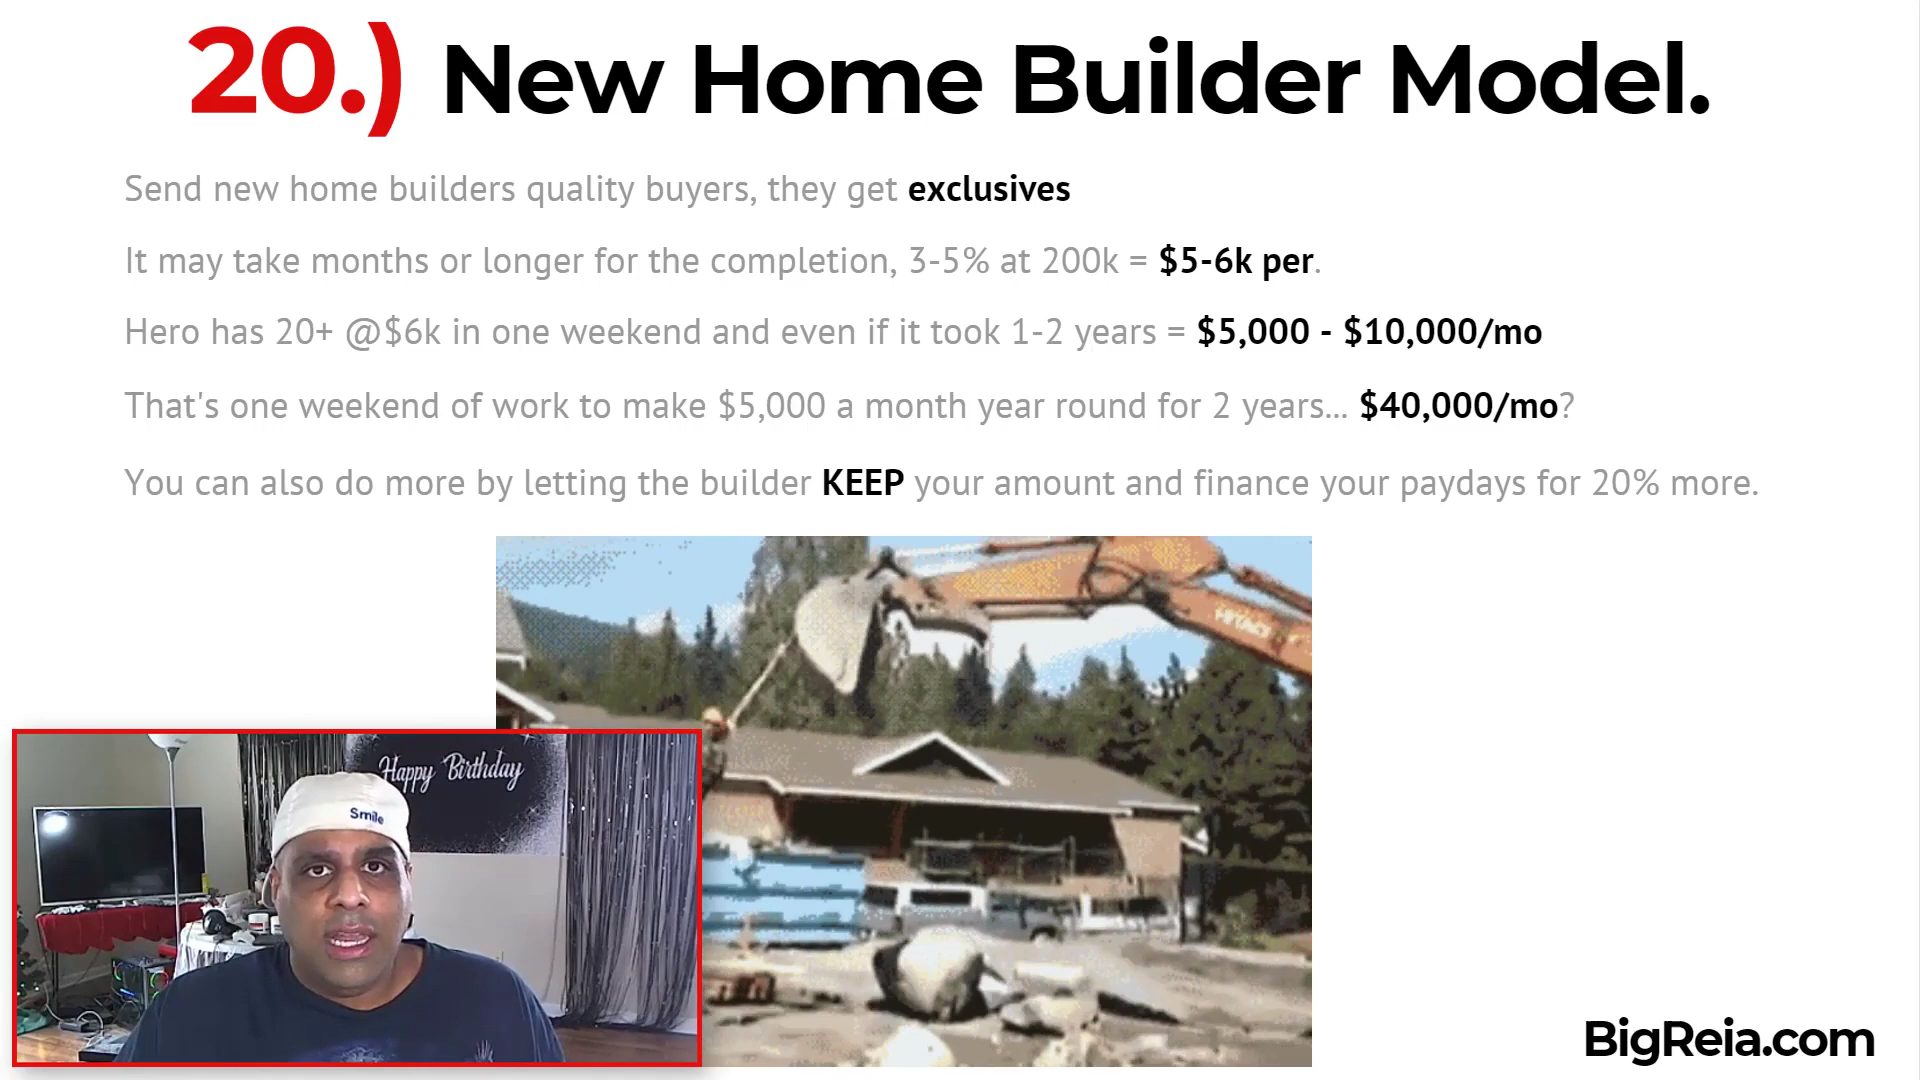 20.) New Home Builder Model.
Send new home builders quality buyers, they get exclusives
It may take months or longer for the completion, 3-5% at 200k = $5-6k per.
Hero has 20+ @$6k in one weekend and even if it took 1-2 years = $5,000 - $10,000/mo
That's one weekend of work to make $5,000 a month year round for 2 years... $40,000/mo?
You can also do more by letting the builder KEEP your amount and finance your paydays for 20% more.
HITACHI
Happy Birthday
Smile
BigReia.com